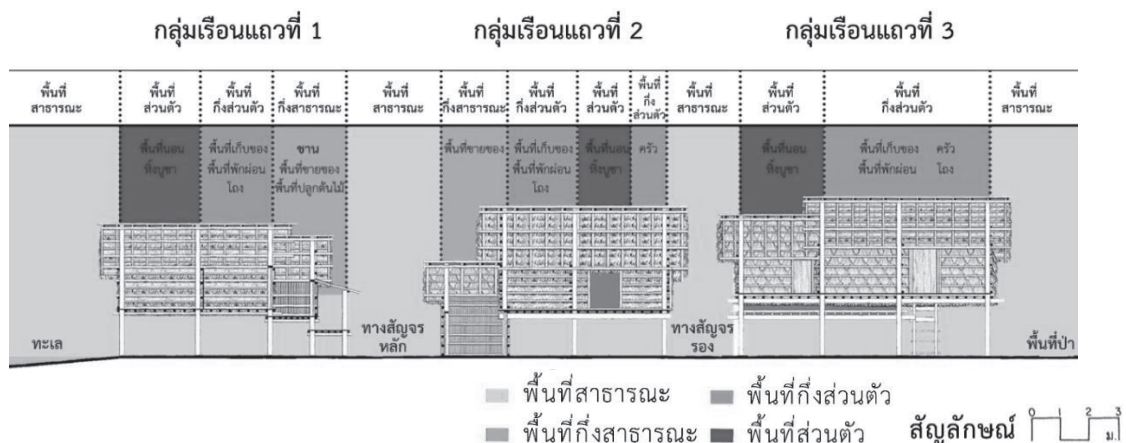 กลุ่มเรือนแถวที่ 1 กลุ่มเรือนแถวที่ 2 กลุ่มเรือนแถวที่ 3
พื้นที่
สาธารณะ
พื้นที่
ส่วนตัว
พื้นที่
กึ่งส่วนตัว
พื้นที่
กึ่งสาธารณะ
พื้นที่
สาธารณะ
พื้นที่
กึ่งสาธารณะ
พื้นที่
กึ่งส่วนตัว
พื้นที่
ส่วนตัว
พื้นที่
กึ่ง
ส่วนตัว
พื้นที่
สาธารณะ
พื้นที่
ส่วนตัว
พื้นที่
กึ่งส่วนตัว
พื้นที่
สาธารณะ
พื้นที่นอน
หิ้งบูชา
พื้นที่เก็บของ
พื้นที่พักผ่อน
โถง
ชาน
พื้นที่ขายของ
พื้นที่ปลูกต้นไม้
พื้นที่ขายของ
พื้นที่เก็บของ
พื้นที่พักผ่อน
โถง
พื้นที่นอน
หิ้งบูชา
ครัว
พื้นที่นอน
หิ้งบูชา
พื้นที่เก็บของ ครัว
พื้นที่พักผ่อน
โถง
ทะเล
ทางสัญจร
หลัก
ทางสัญจร
รอง
พื้นที่ป่า
พื้นที่สาธารณะ พื้นที่กึ่งส่วนตัว
พื้นที่กึ่งสาธารณะ พื้นที่ส่วนตัว
สัญลักษณ์ 0 1 2 3
ม.